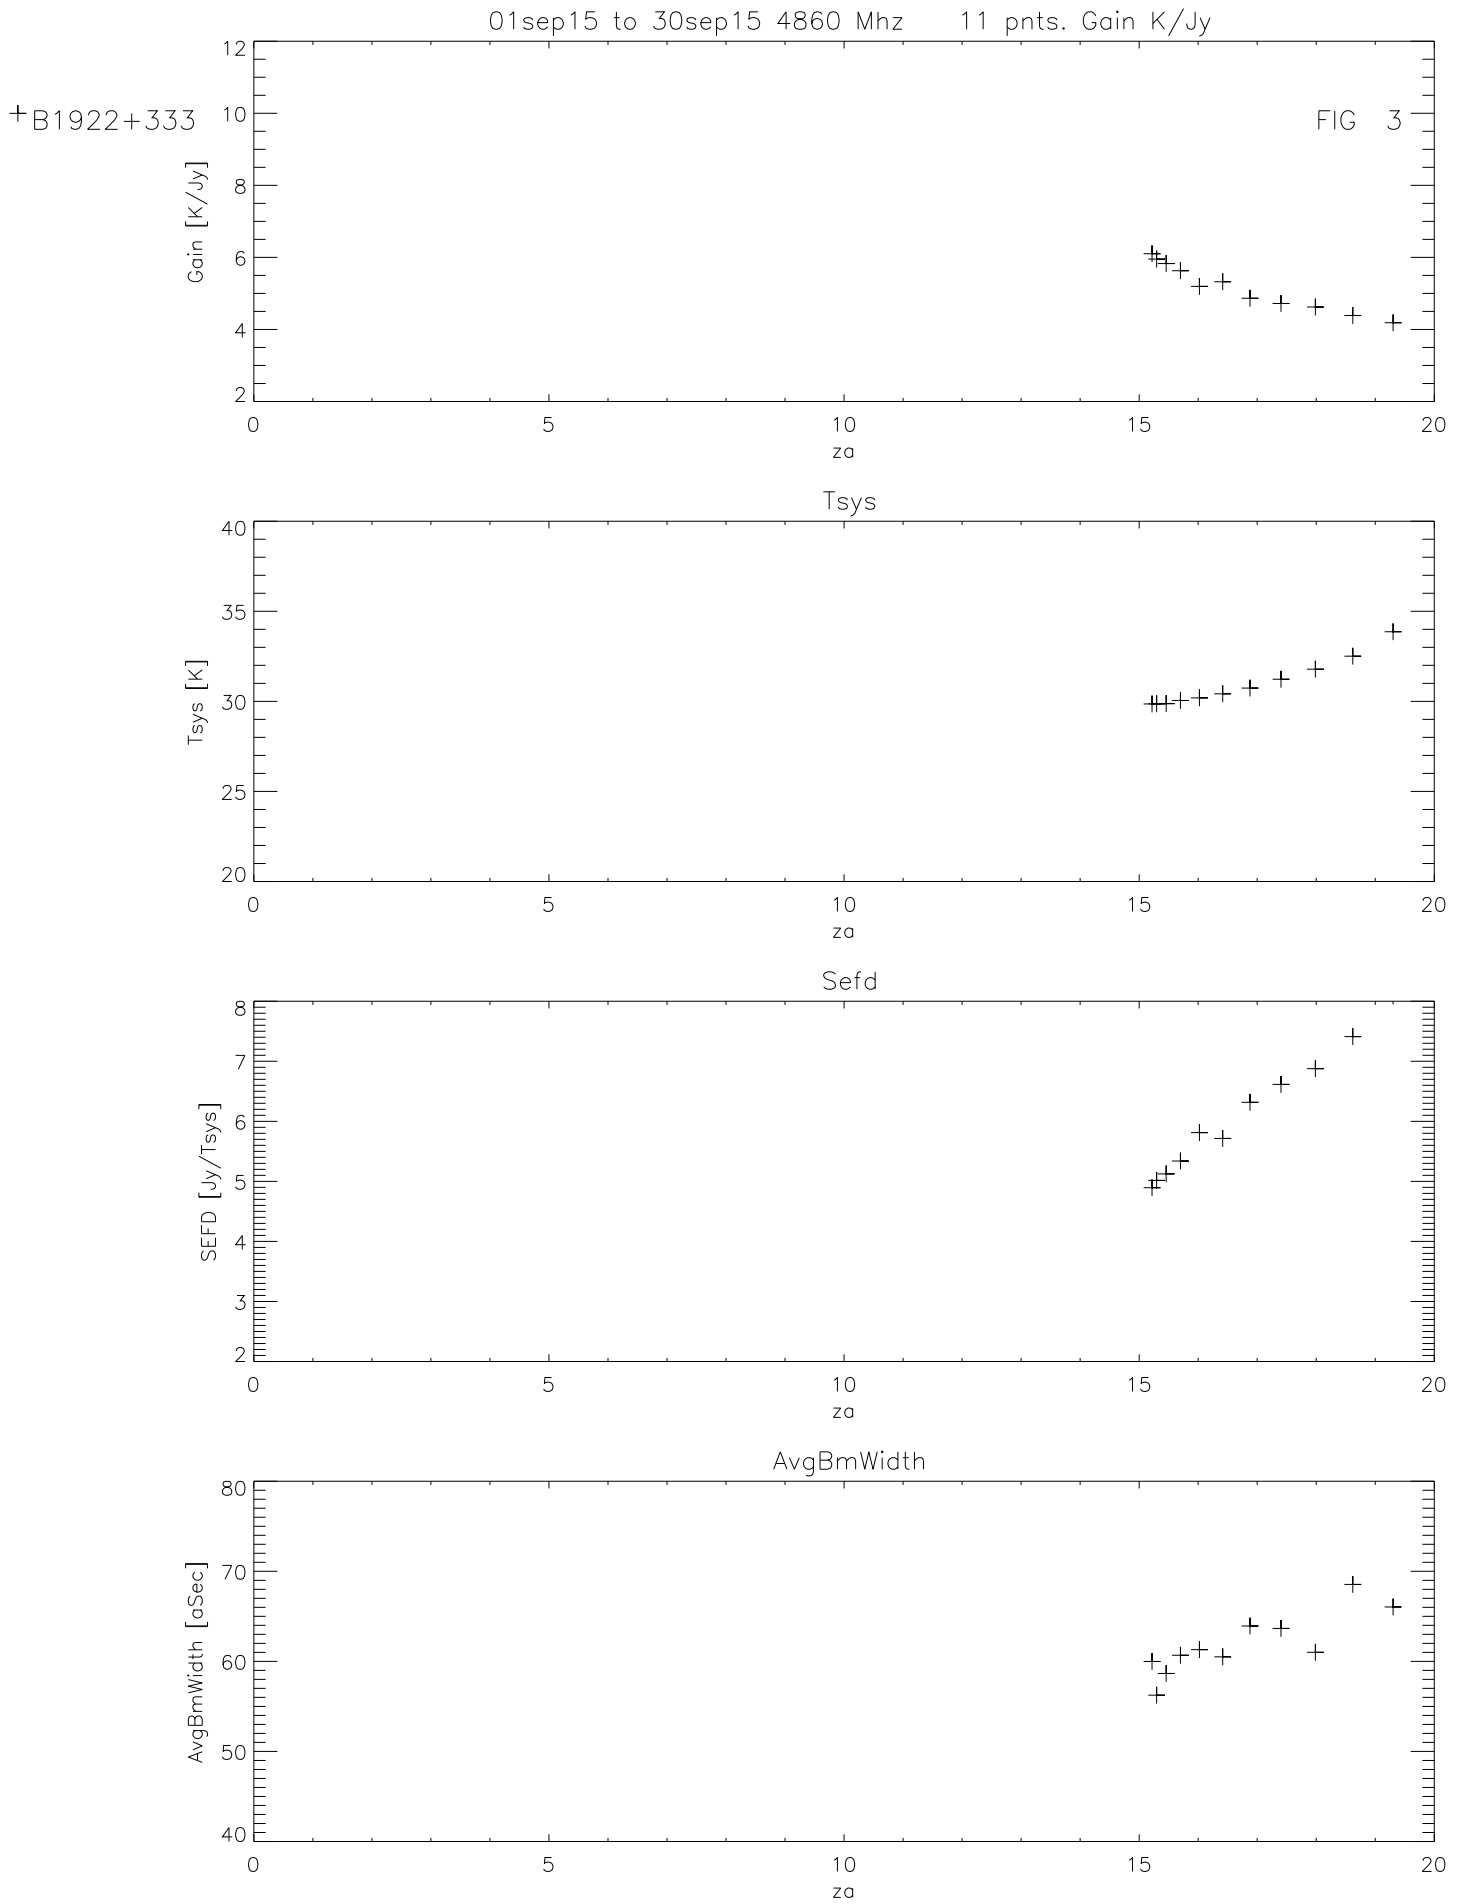 01sep15 to 30sep15 4860 Mhz 11 pnts. Gain K/Jy
+B1922+333
FIG 3
Gain [K/Jy]
12
10
8
6
4
2
0 5 10 15 20
za
Tsys
Tsys [K]
40
35
30
25
20
0 5 10 15 20
za
Sefd
SEFD [Jy/Tsys]
8
7
6
5
4
3
2
0 5 10 15 20
za
AvgBmWidth
AvgBmWidth [aSec]
80
70
60
50
40
0 5 10 15 20
za